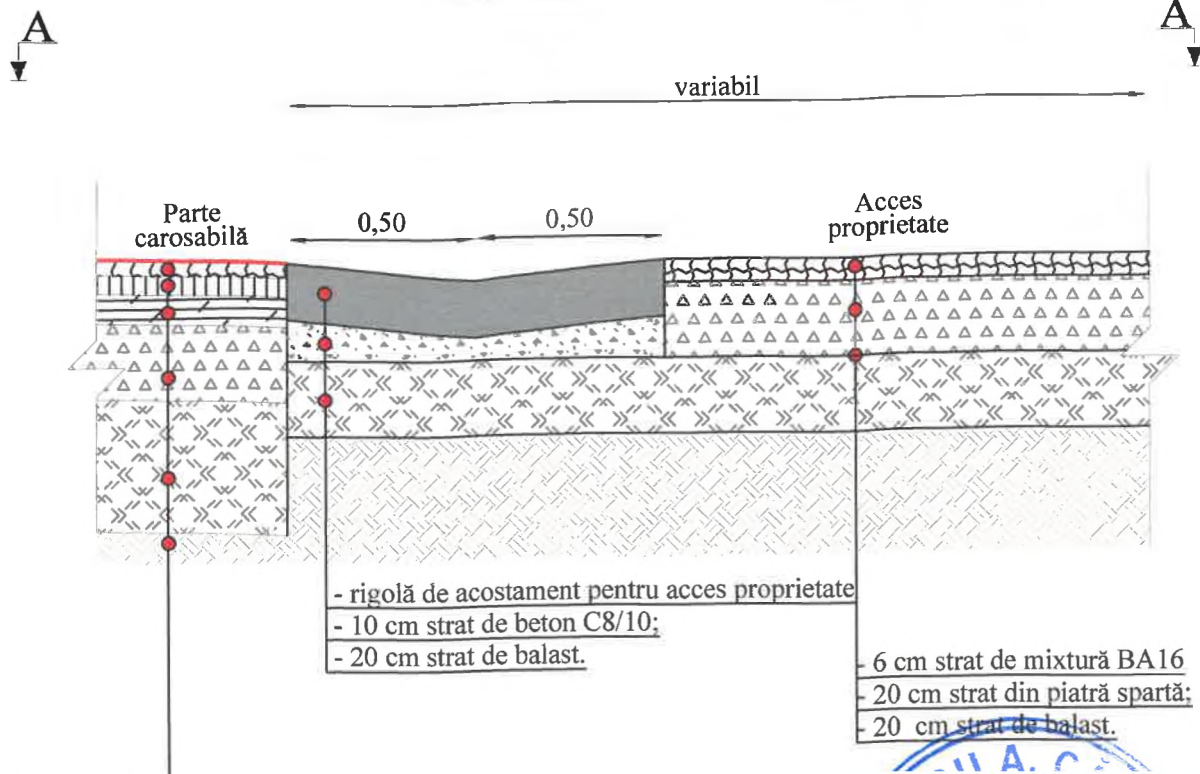 A A
variabil
Parte
carosabilă
0,50 0,50
Acces
proprietate
- rigolă de acostament pentru acces proprietate
- 10 cm strat de beton C8/10;
- 20 cm strat de balast.
- 6 cm strat de mixtură BA16
- 20 cm strat din piatră spartă;
- 20 cm strat de balast.